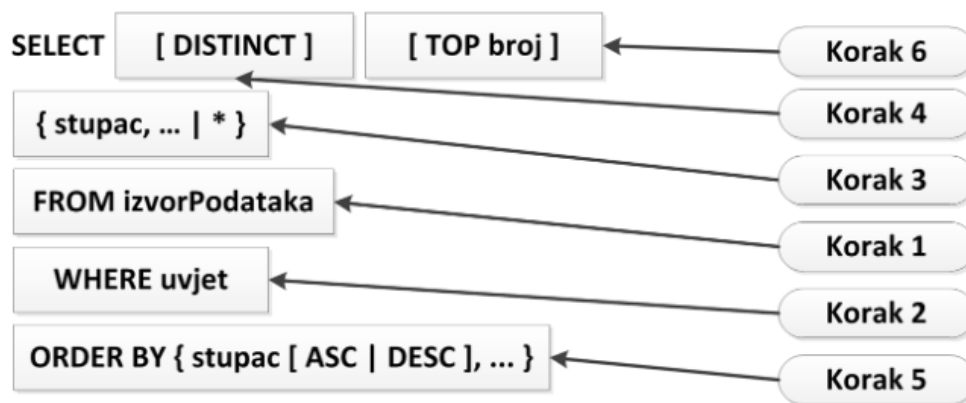 SELECT [ DISTINCT ] [ TOP broj ] Korak 6
Korak 4
{ stupac, ... | * }
Korak 3
FROM izvorPodataka
Korak 1
WHERE uvjet
Korak 2
ORDER BY { stupac [ ASC | DESC ], ... }
Korak 5